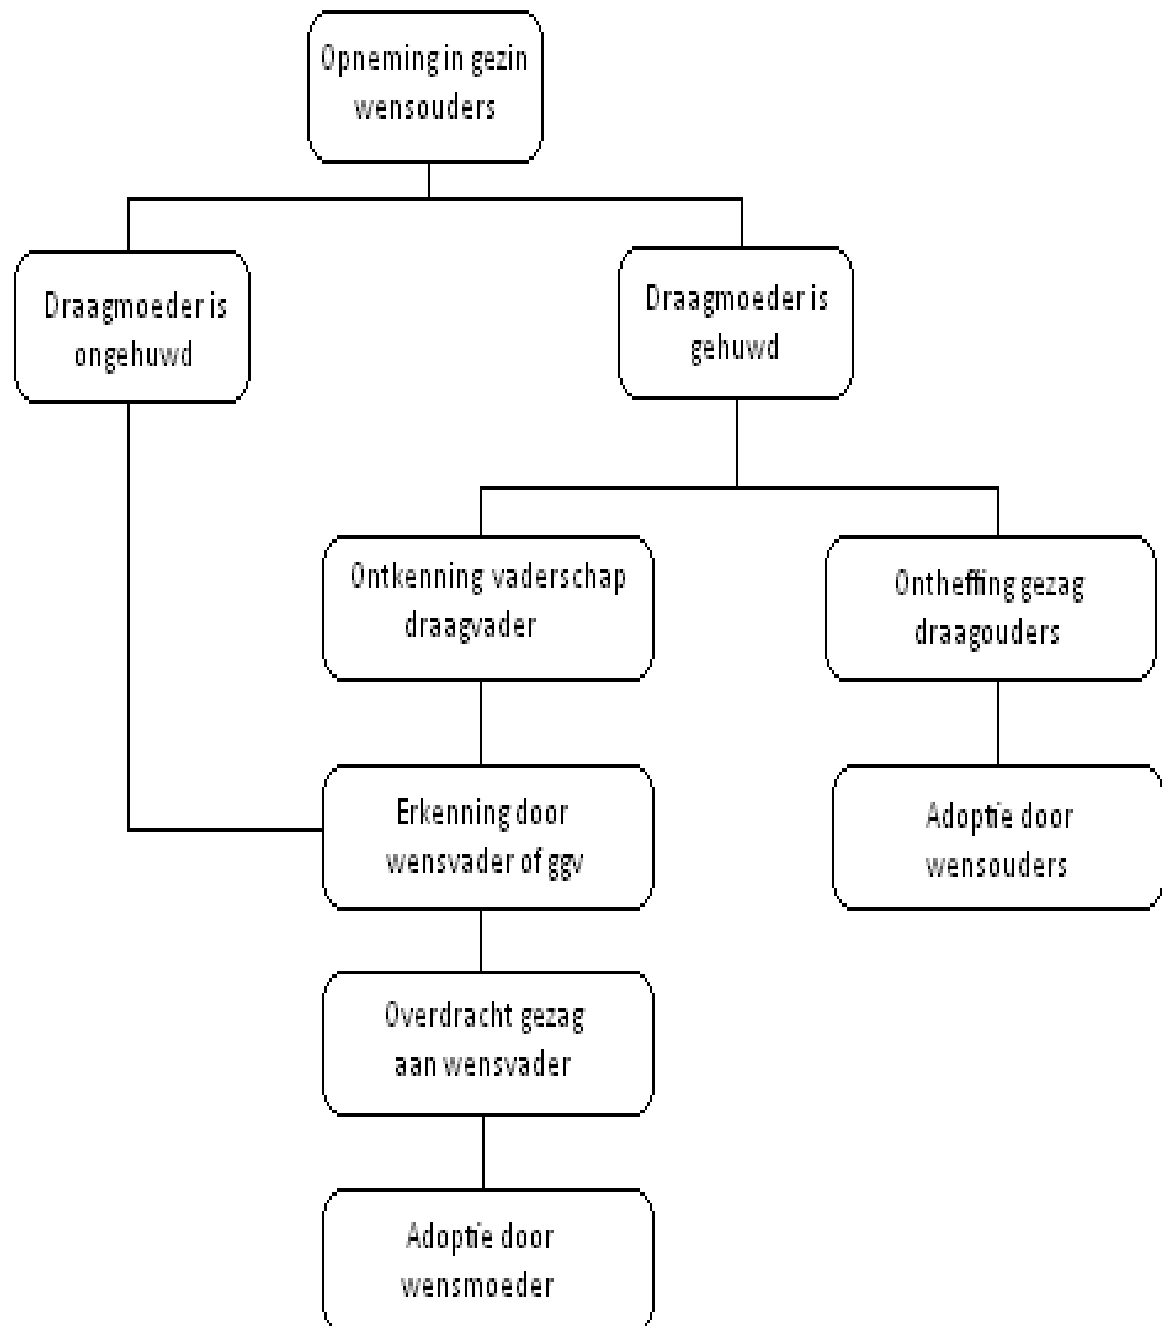 Opneming in gezin
wensouders
Draagmoeder is
ongehuwd
Draagmoeder is
gehuwd
Ontkenning vaderschap
draagvader
Ontheffing gezag
draagouders
Erkenning door
wensvader of ggv
Adoptie door
wensouders
Overdracht gezag
aan wensvader
Adoptie door
wensmoeder